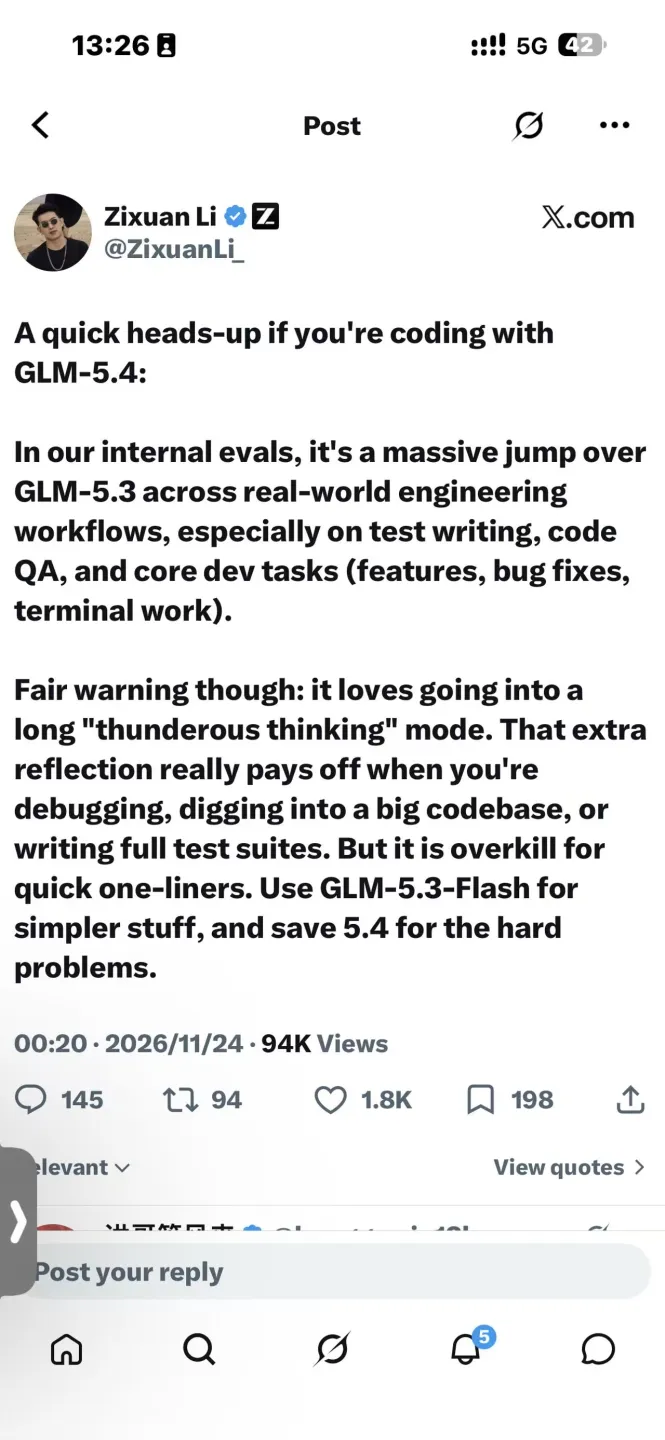 13:26
5G 42
Post
Zixuan Li
@ZixuanLi_
X.com
A quick heads-up if you're coding with
GLM-5.4:
In our internal evals, it's a massive jump over
GLM-5.3 across real-world engineering
workflows, especially on test writing, code
QA, and core dev tasks (features, bug fixes,
terminal work).
Fair warning though: it loves going into a
long "thunderous thinking" mode. That extra
reflection really pays off when you're
debugging, digging into a big codebase, or
writing full test suites. But it is overkill for
quick one-liners. Use GLM-5.3-Flash for
simpler stuff, and save 5.4 for the hard
problems.
00:20 · 2026/11/24 · 94K Views
145 94 1.8K 198
elevant
View quotes
Post your reply
5